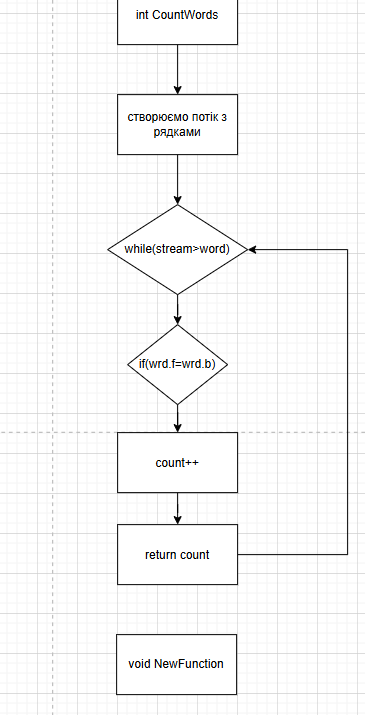 int CountWords
створюємо потік з
рядками
while(stream>word)
if(wrd.f=wrd.b)
count++
return count
void NewFunction